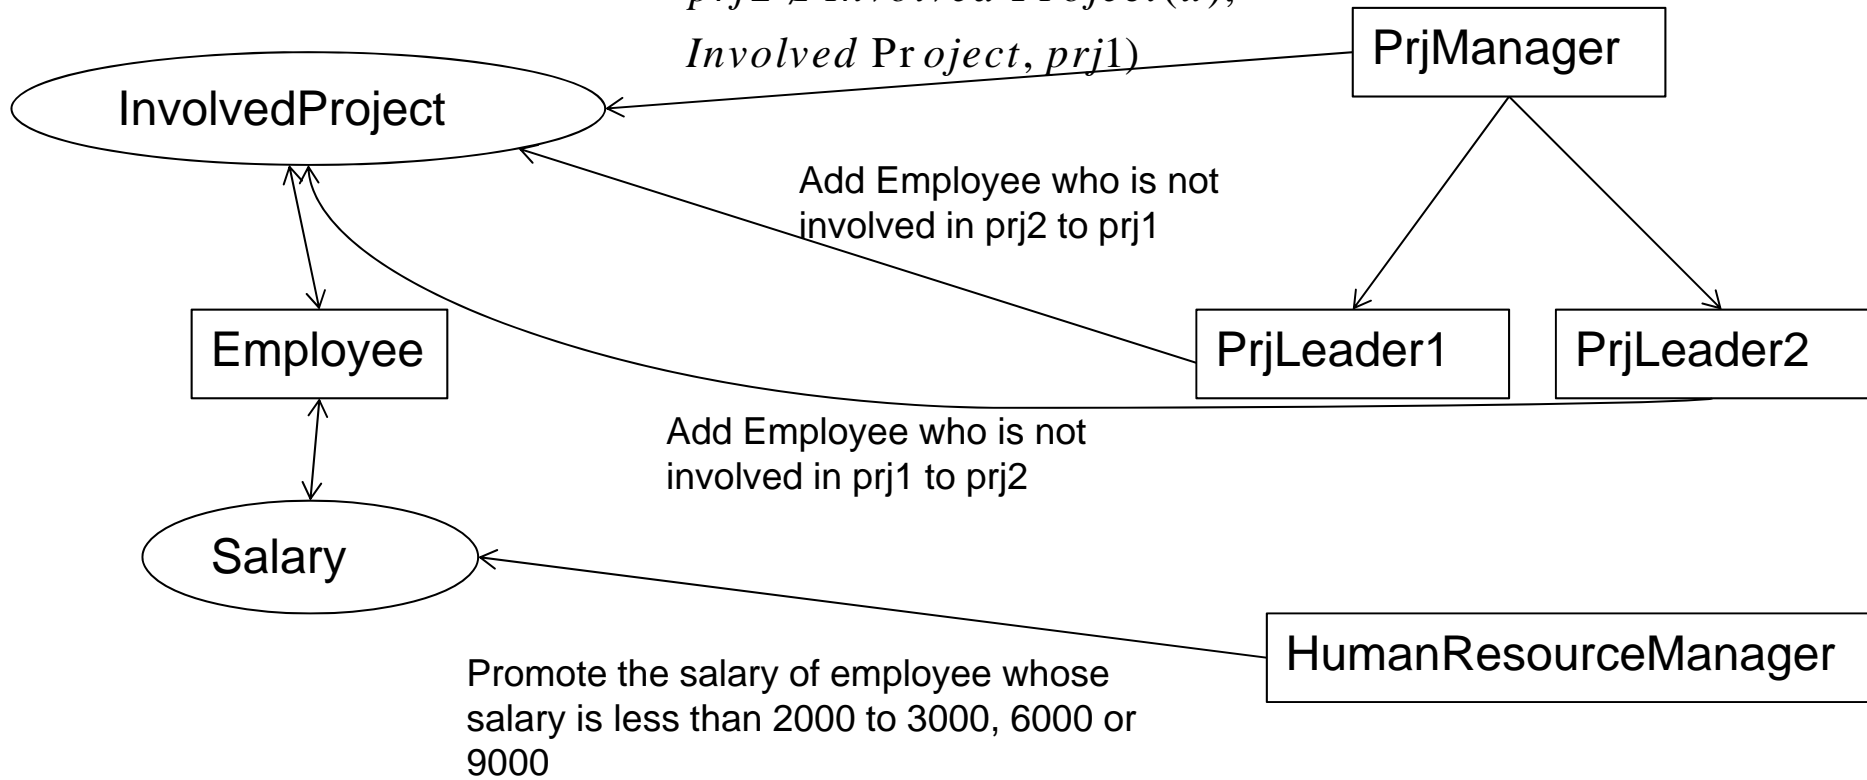 Involved Project, prj1)
PrjManager
InvolvedProject
Add Employee who is not
involved in prj2 to prj1
Employee
PrjLeader1
PrjLeader2
Add Employee who is not
involved in prj1 to prj2
Salary
HumanResourceManager
Promote the salary of employee whose
salary is less than 2000 to 3000, 6000 or
9000